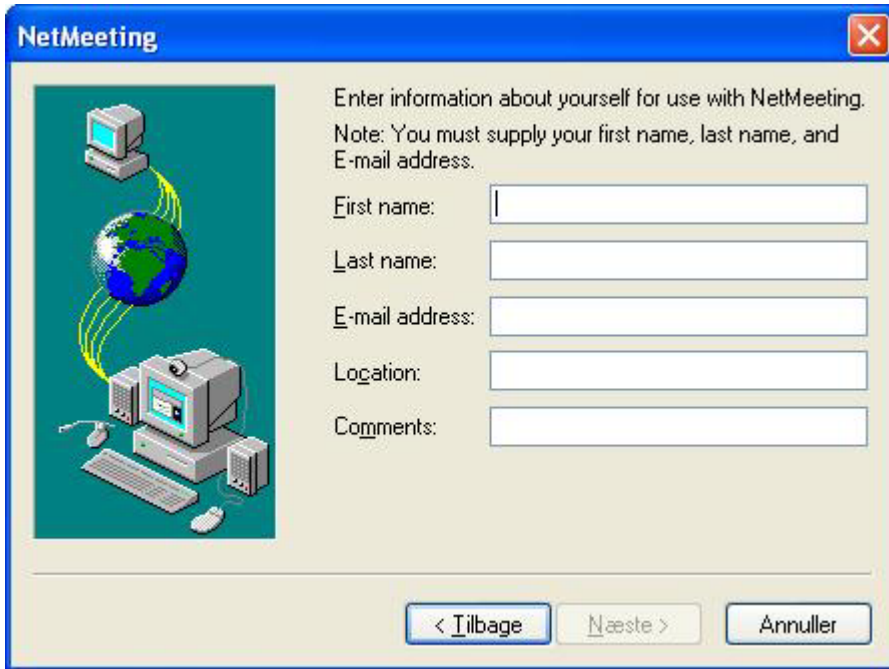 NetMeeting
Enter information about yourself for use with NetMeeting.
Note: You must supply your first name, last name, and
E-mail address.
First name:
Last name:
E-mail address:
Location:
Comments:
< Tilbage Næste > Annuller